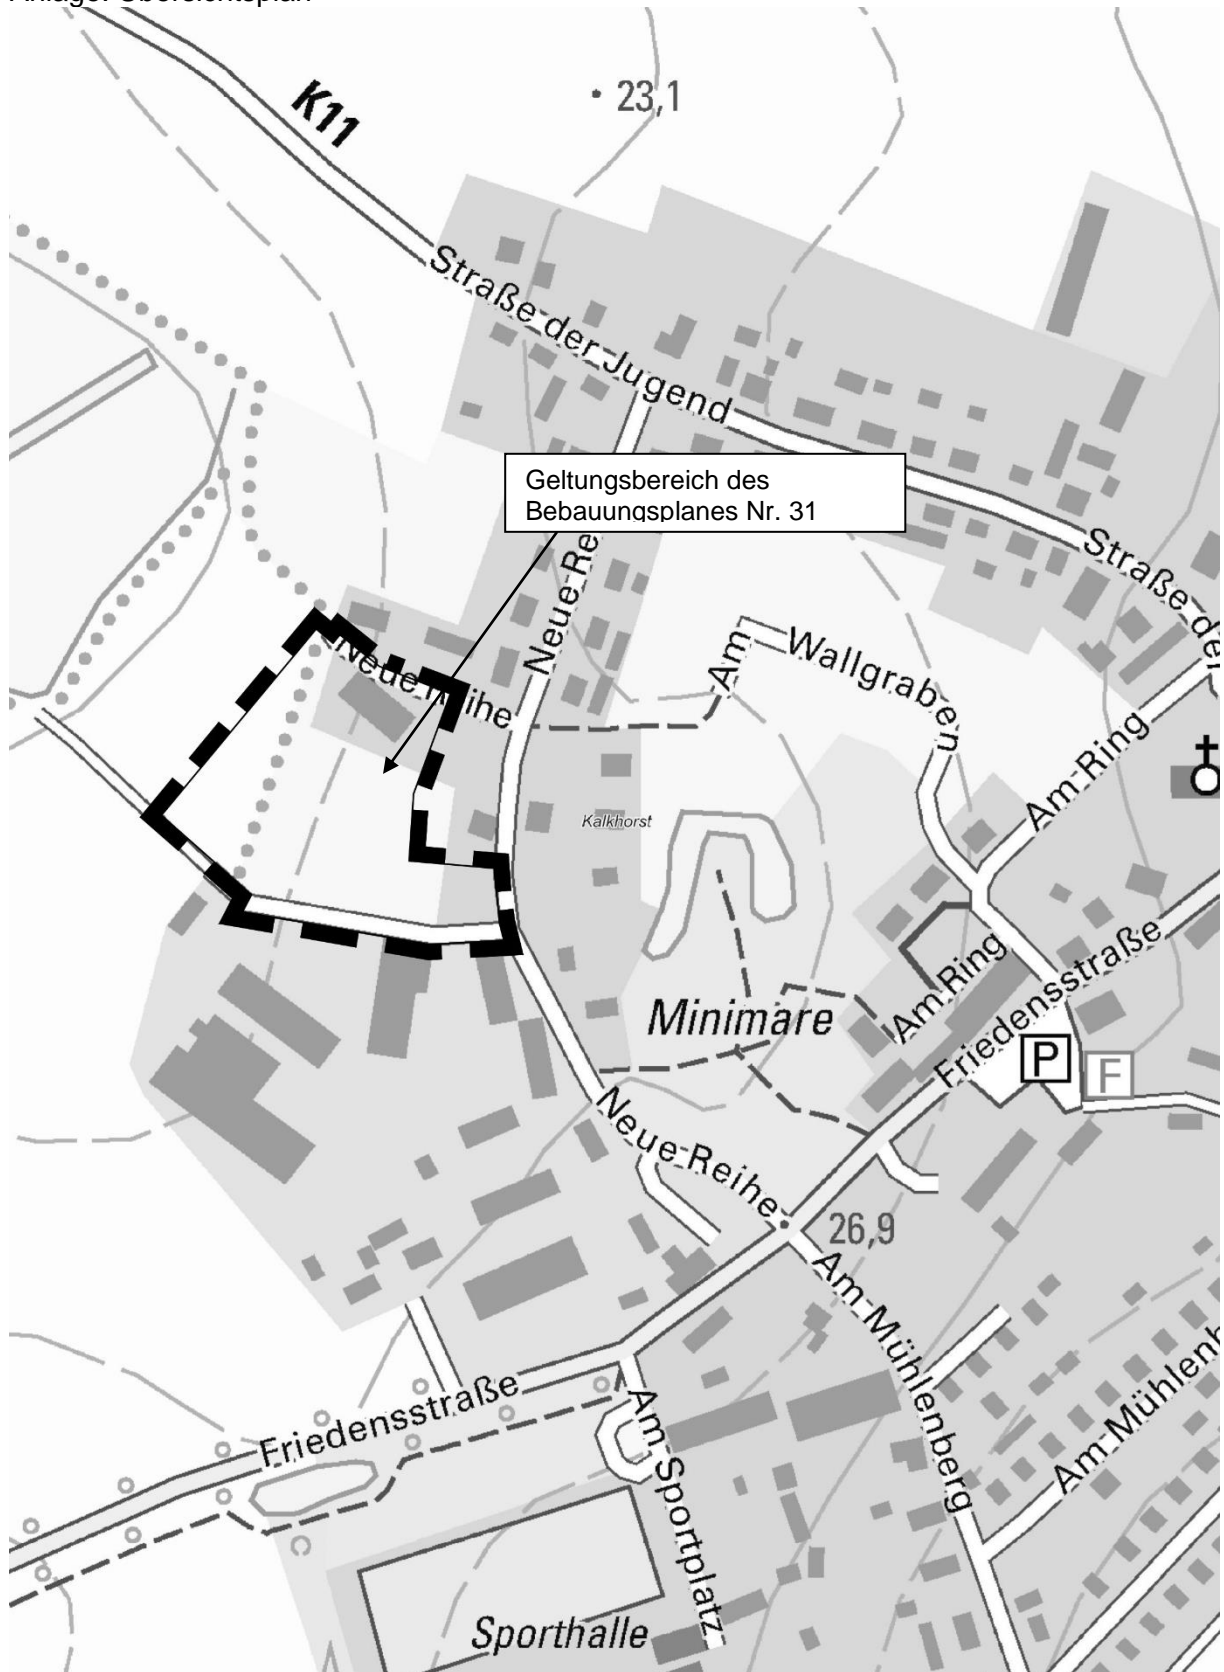 Anlage: Übersichtsplan
K11
23,1
Straße der Jugend
Geltungsbereich des
Bebauungsplanes Nr. 31
Neue Re
Straße der
Am Wallgraben
Neue Reihe
Am Ring
Kalkhorst
Am Ring
Friedensstraße
Minimare
P
F
Neue Reihe
26,9
Am Mühlenberg
Am Mühlenb
Friedensstraße
Am Sportplatz
Sporthalle